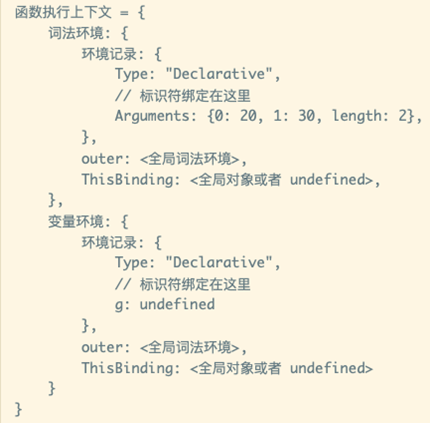 函数执行上下文 = {
    词法环境: {
        环境记录: {
            Type: "Declarative",
            // 标识符绑定在这里
            Arguments: {0: 20, 1: 30, length: 2},
        },
        outer: <全局词法环境>,
        ThisBinding: <全局对象或者 undefined>,
    },
    变量环境: {
        环境记录: {
            Type: "Declarative",
            // 标识符绑定在这里
            g: undefined
        },
        outer: <全局词法环境>,
        ThisBinding: <全局对象或者 undefined>
    }
}